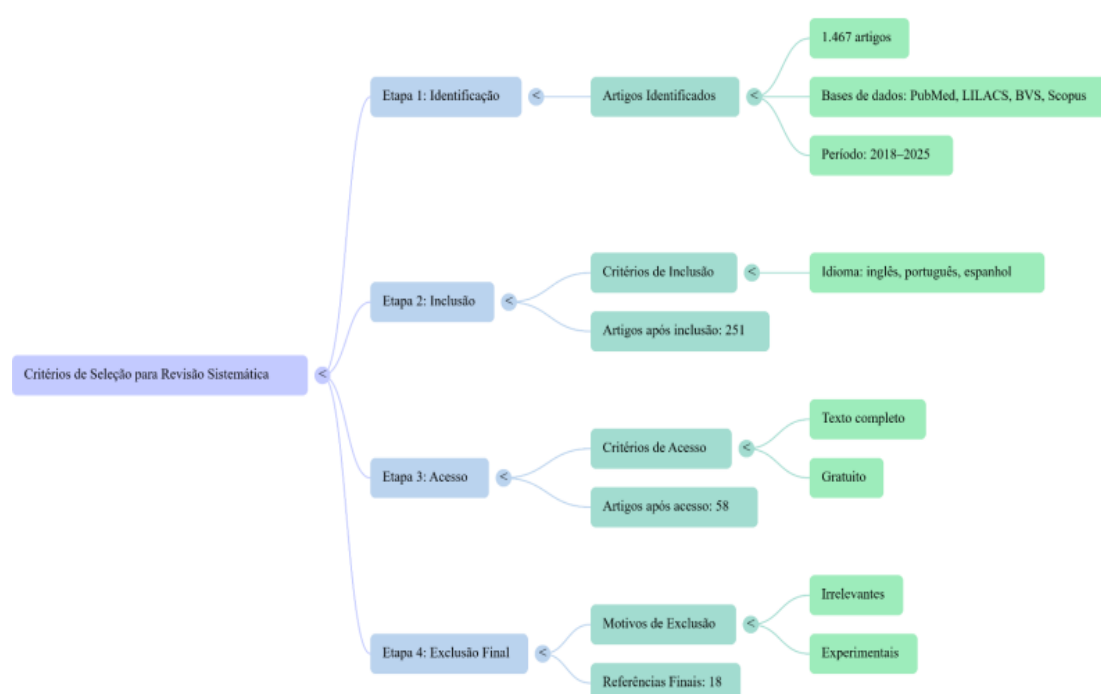 Critérios de Seleção para Revisão Sistemática
<
Etapa 1: Identificação
<
Artigos Identificados
<
1.467 artigos
Bases de dados: PubMed, LILACS, BVS, Scopus
Período: 2018–2025
Etapa 2: Inclusão
<
Critérios de Inclusão
<
Idioma: inglês, português, espanhol
Artigos após inclusão: 251
Etapa 3: Acesso
<
Critérios de Acesso
<
Texto completo
Gratuito
Artigos após acesso: 58
Etapa 4: Exclusão Final
<
Motivos de Exclusão
<
Irrelevantes
Experimentais
Referências Finais: 18